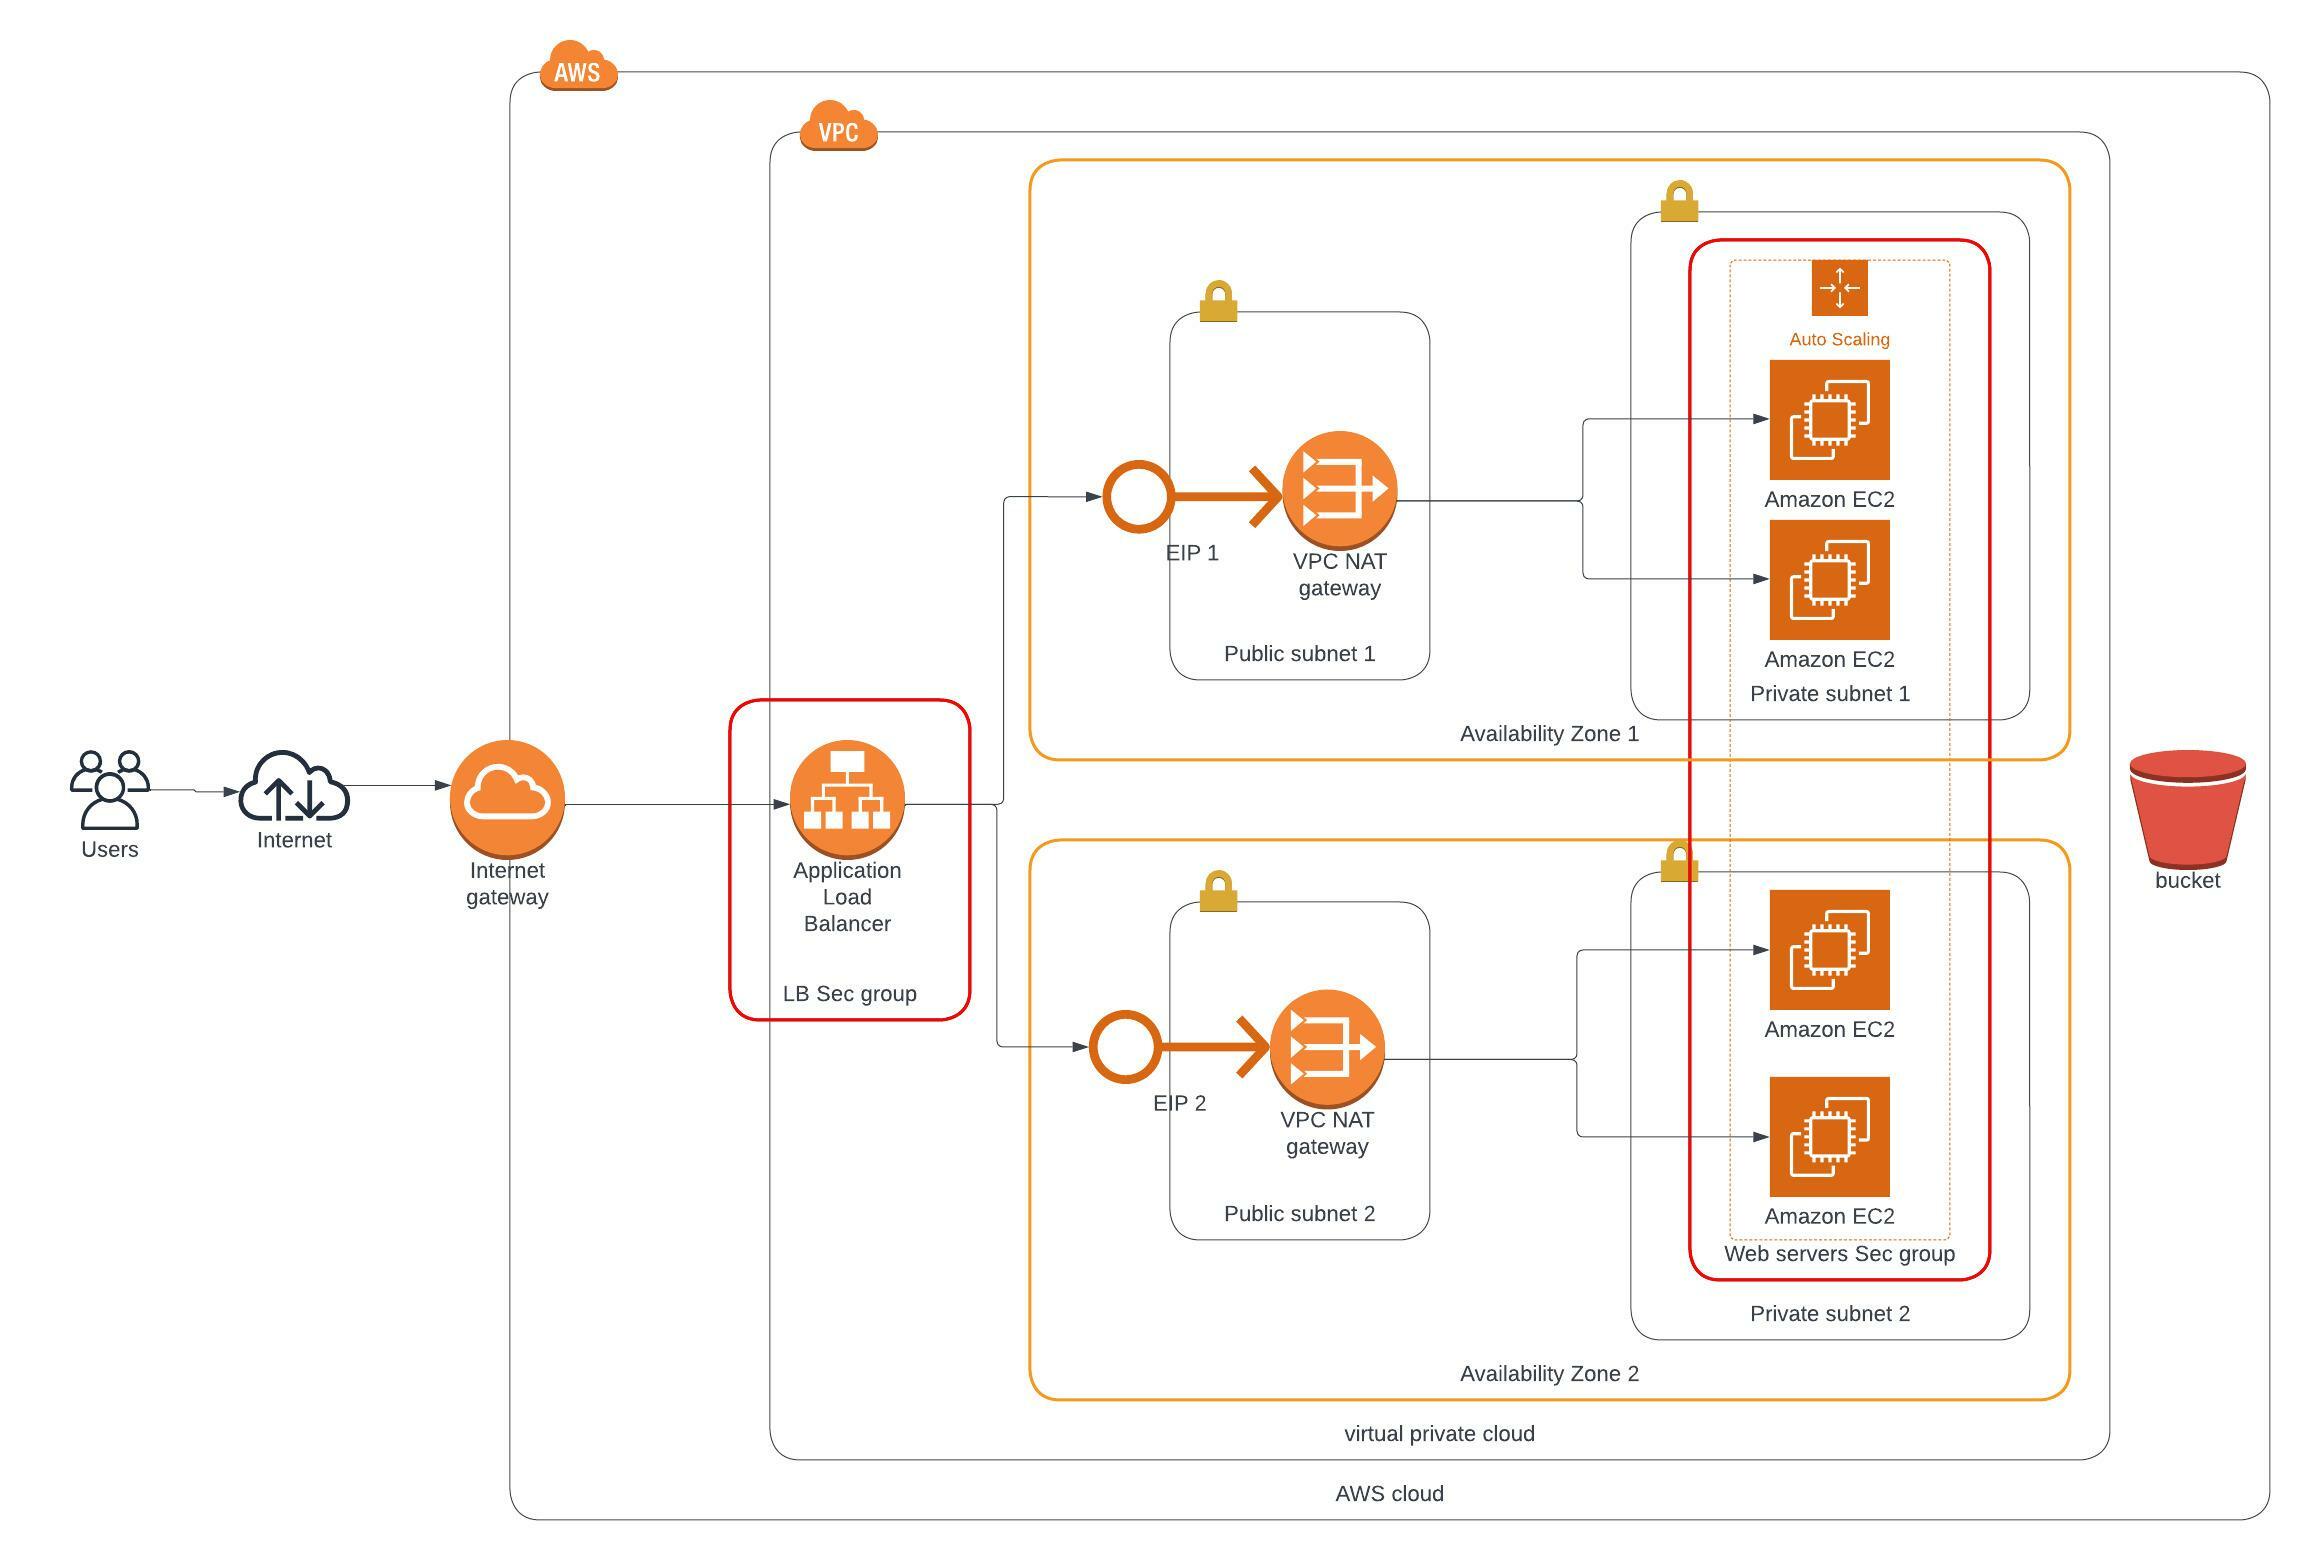 AWS
VPC
Auto Scaling
Amazon EC2
EIP 1
VPC NAT
gateway
Amazon EC2
Public subnet 1
Private subnet 1
Availability Zone 1
Users
Internet
Internet
gateway
Application
Load
Balancer
LB Sec group
bucket
Amazon EC2
EIP 2
VPC NAT
gateway
Public subnet 2
Amazon EC2
Web servers Sec group
Private subnet 2
Availability Zone 2
virtual private cloud
AWS cloud